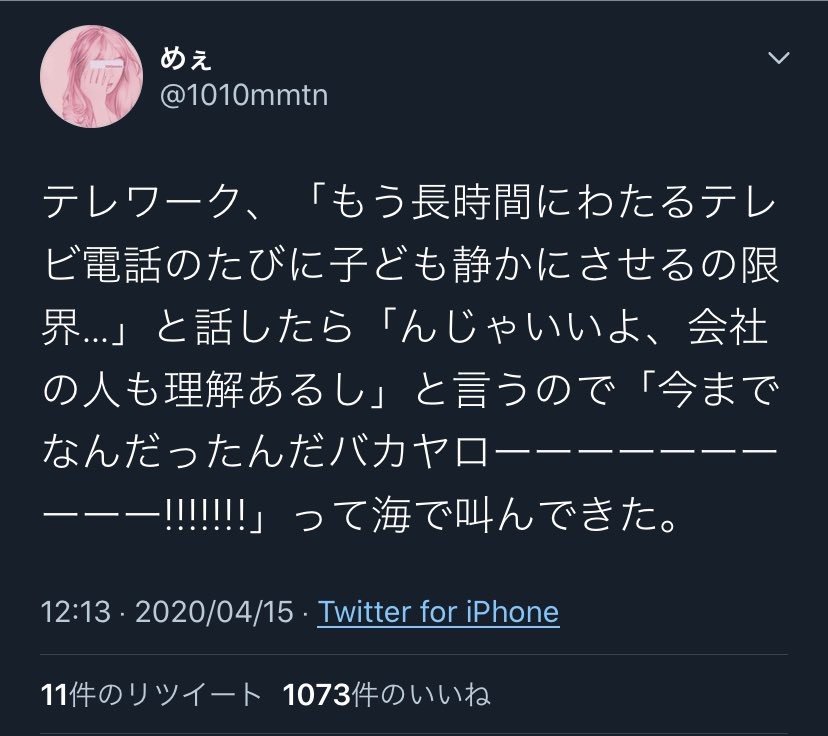 めぇ
@1010mmtn
テレワーク、「もう長時間にわたるテレ
ビ電話のたびに子ども静かにさせるの限
界...」と話したら「んじゃいいよ、会社
の人も理解あるし」と言うので「今まで
なんだったんだバカヤローーーーーーーー
ーーー!!!!!!!」って海で叫んできた。
12:13 · 2020/04/15 · Twitter for iPhone
11件のリツイート 1073件のいいね